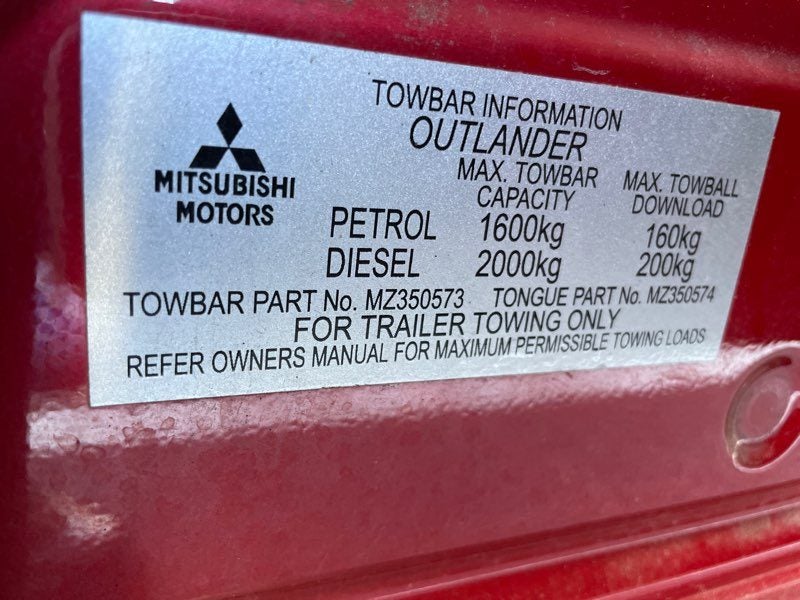 TOWBAR INFORMATION
OUTLANDER
MITSUBISHI
MOTORS
MAX. TOWBAR
CAPACITY
MAX. TOWBALL
DOWNLOAD
PETROL 1600kg 160kg
DIESEL 2000kg 200kg
TOWBAR PART No. MZ350573 TONGUE PART No. MZ350574
FOR TRAILER TOWING ONLY
REFER OWNERS MANUAL FOR MAXIMUM PERMISSIBLE TOWING LOADS